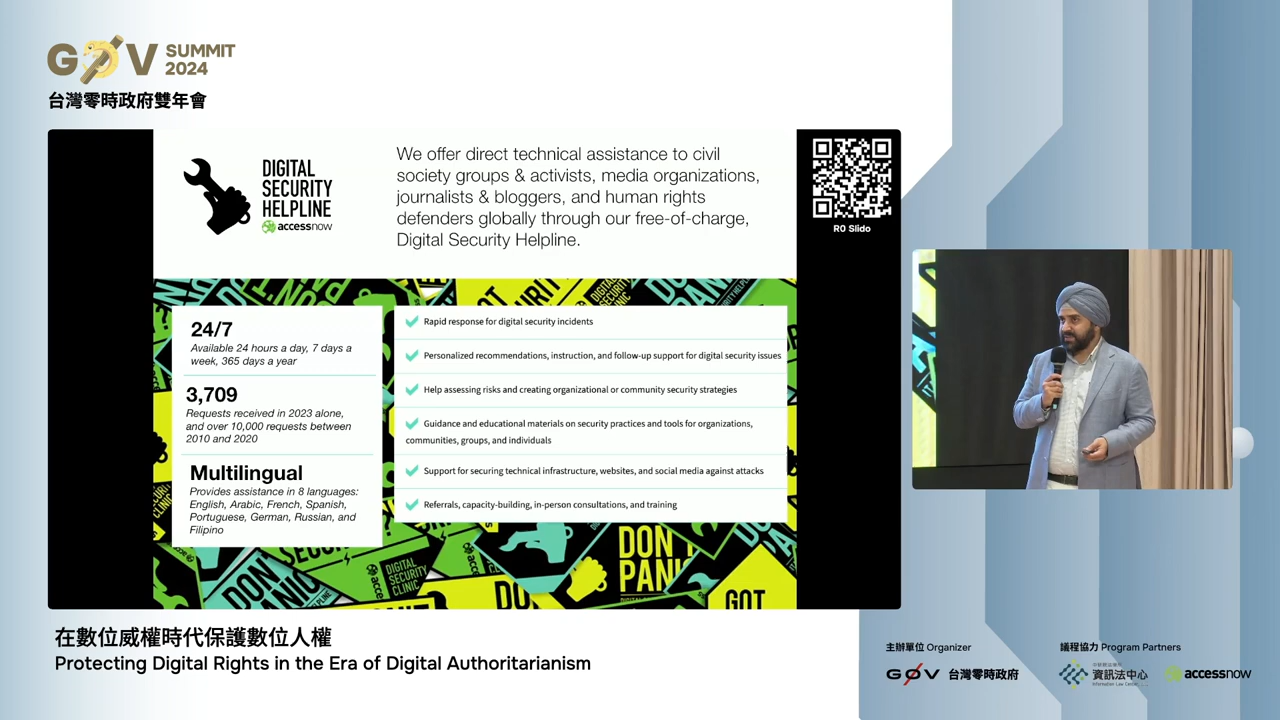 G0V SUMMIT 2024
台灣零時政府雙年會
DIGITAL
SECURITY
HELPLINE
accessnow
We offer direct technical assistance to civil
society groups & activists, media organizations,
journalists & bloggers, and human rights
defenders globally through our free-of-charge,
Digital Security Helpline.
R0 Slido
24/7
Available 24 hours a day, 7 days a
week, 365 days a year
3,709
Requests received in 2023 alone,
and over 10,000 requests between
2010 and 2020
Multilingual
Provides assistance in 8 languages:
English, Arabic, French, Spanish,
Portuguese, German, Russian, and
Filipino
Rapid response for digital security incidents
Personalized recommendations, instruction, and follow-up support for digital security issues
Help assessing risks and creating organizational or community security strategies
Guidance and educational materials on security practices and tools for organizations,
communities, groups, and individuals
Support for securing technical infrastructure, websites, and social media against attacks
Referrals, capacity-building, in-person consultations, and training
DIGITAL
SECURITY
CLINIC
DON'T
PANIC
GOT
在數位威權時代保護數位人權
Protecting Digital Rights in the Era of Digital Authoritarianism
主辦單位 Organizer
G0V 台灣零時政府
議程協力 Program Partners
資訊法中心
Information Law Center
accessnow